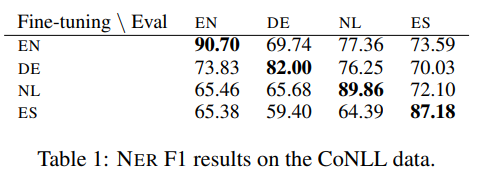 Fine-tuning \ Eval EN DE NL ES
EN 90.70 69.74 77.36 73.59
DE 73.83 82.00 76.25 70.03
NL 65.46 65.68 89.86 72.10
ES 65.38 59.40 64.39 87.18
Table 1: NER F1 results on the CoNLL data.